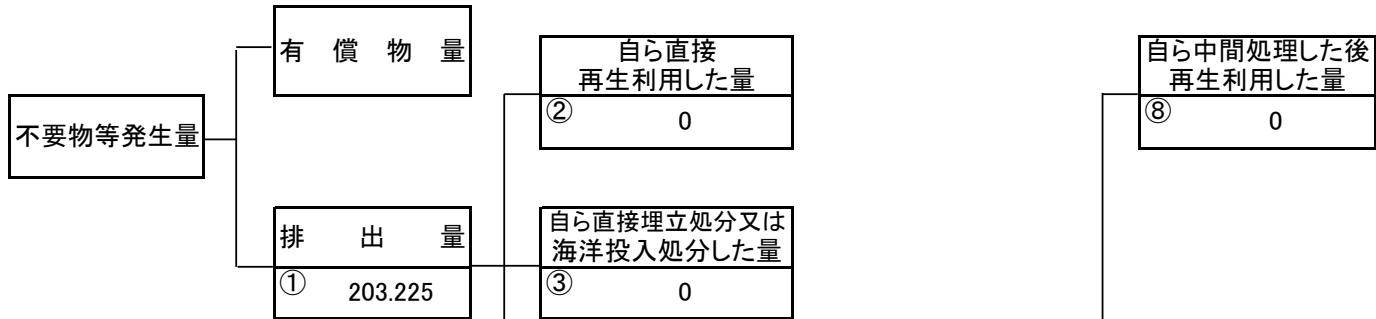 有 償 物 量
自ら直接
再生利用した量
② 0
自ら中間処理した後
再生利用した量
⑧ 0
不要物等発生量
排 出 量
① 203.225
自ら直接埋立処分又は
海洋投入処分した量
③ 0